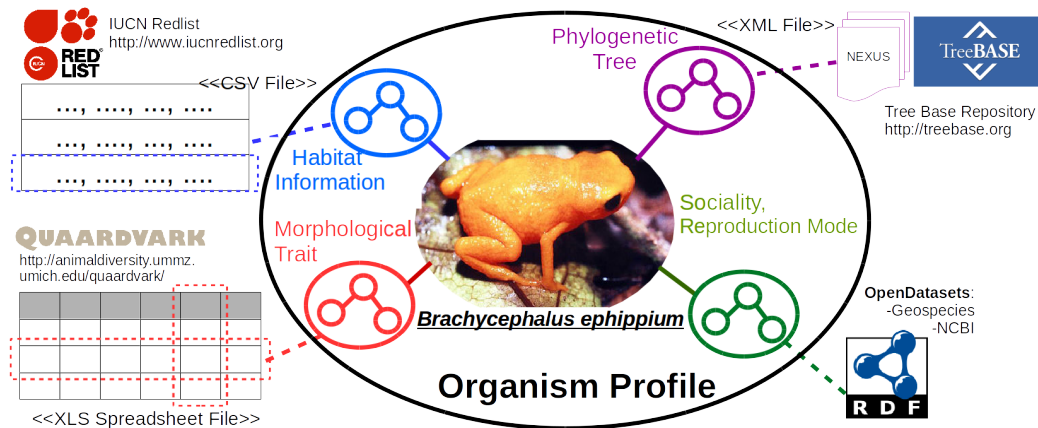 IUCN Redlist
http://www.iucnredlist.org
RED
LIST
IUCN
<<CSV File>>
..., ...., ..., ....
..., ...., ..., ....
..., ...., ..., ....
Habitat
Information
Phylogenetic
Tree
<<XML File>>
NEXUS
TreeBASE
Tree Base Repository
http://treebase.org
Morphological
Trait
Sociality,
Reproduction Mode
QUAARDVARK
http://animaldiversity.ummz.
umich.edu/quaardvark/
<<XLS Spreadsheet File>>
Brachycephalus ephippium
Organism Profile
OpenDatasets:
-Geospecies
-NCBI
RDF